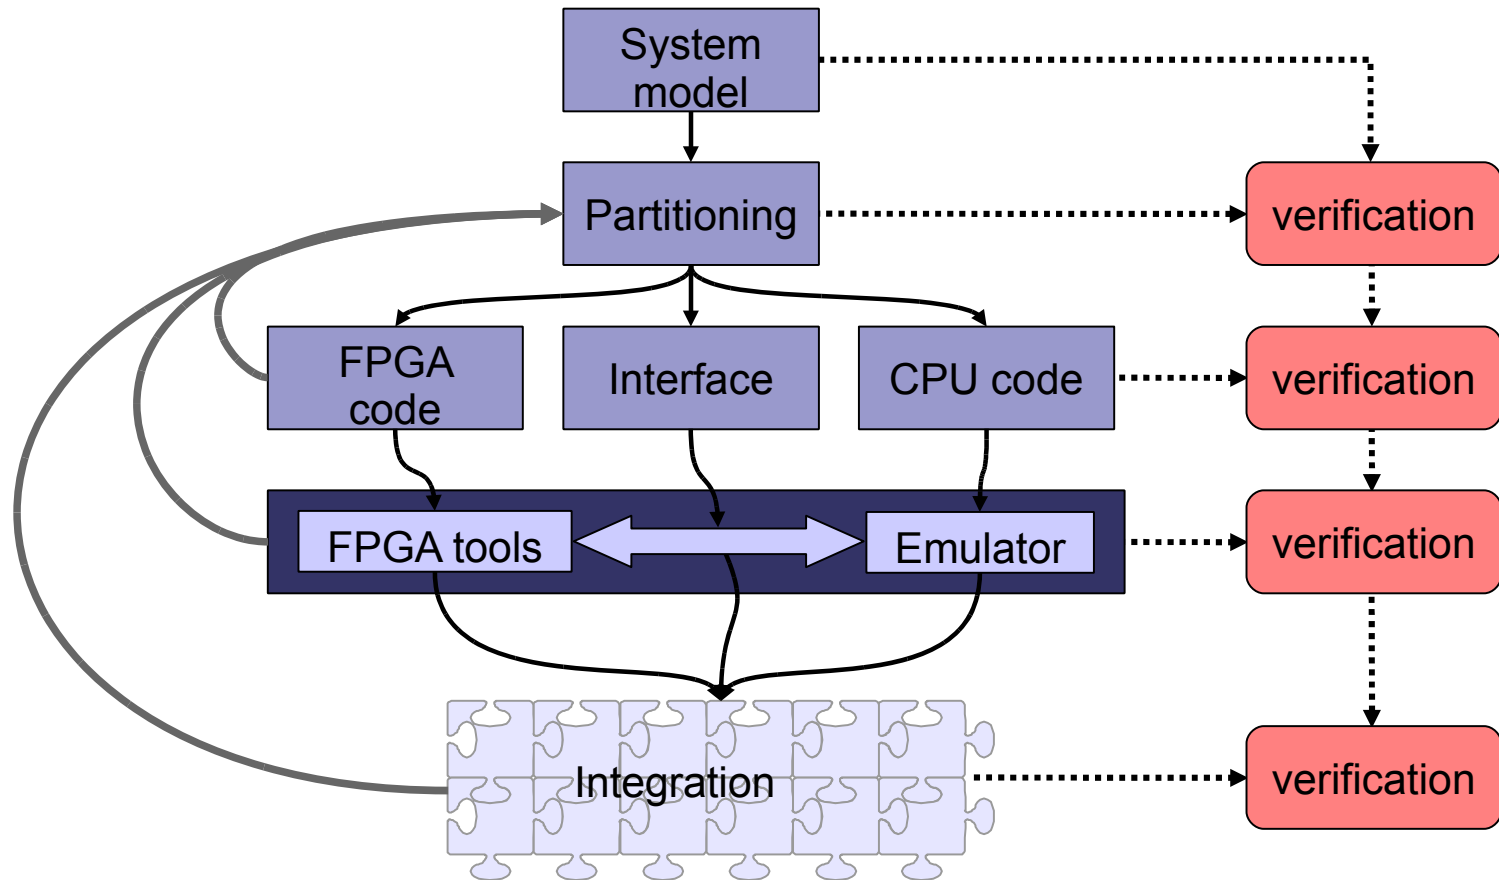 System
model
Partitioning
verification
FPGA
code
Interface
CPU code
verification
FPGA tools
Emulator
verification
Integration
verification